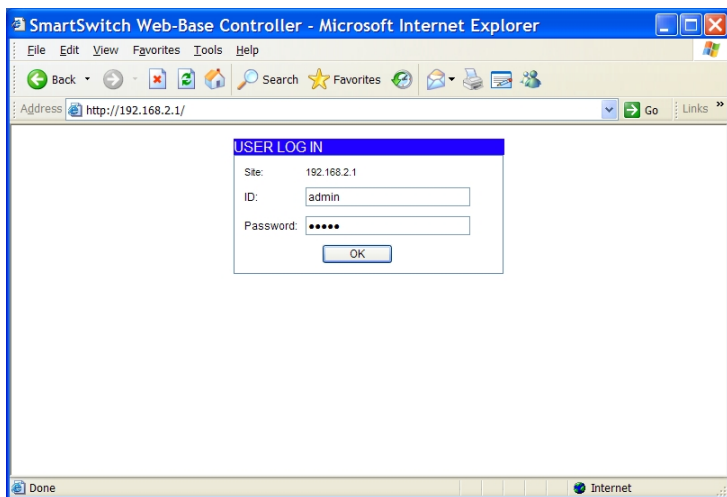 SmartSwitch Web-Base Controller - Microsoft Internet Explorer
File Edit View Favorites Tools Help
Back Search Favorites
Address http://192.168.2.1/ Go Links »
USER LOG IN
Site: 192.168.2.1
ID: admin
Password: •••••
OK
Done Internet